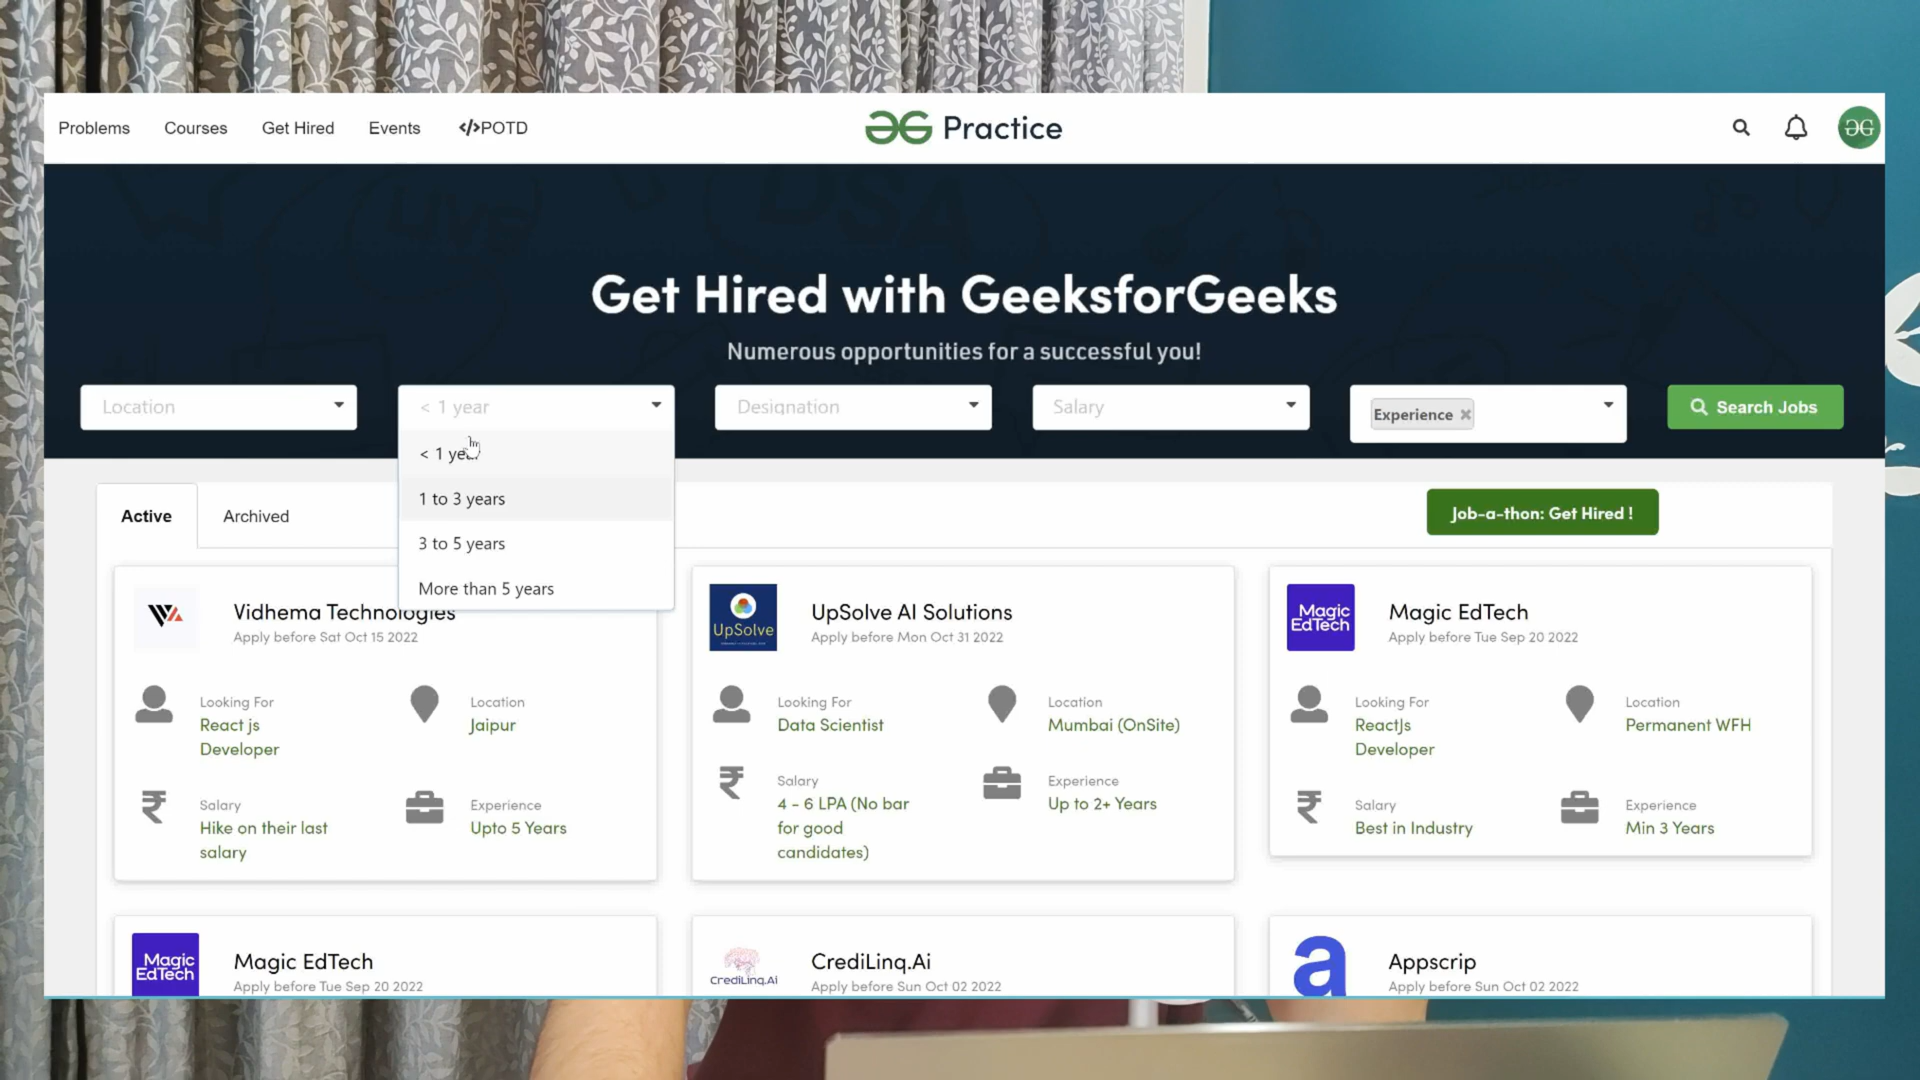 Problems Courses Get Hired Events </>POTD
Practice
Get Hired with GeeksforGeeks
Numerous opportunities for a successful you!
Location
< 1 year
Designation
Salary
Experience
Search Jobs
< 1 year
1 to 3 years
3 to 5 years
More than 5 years
Active
Archived
Job-a-thon: Get Hired !
Vidhema Technologies
Apply before Sat Oct 15 2022
Looking For
React js
Developer
Location
Jaipur
Salary
Hike on their last
salary
Experience
Upto 5 Years
UpSolve
UpSolve AI Solutions
Apply before Mon Oct 31 2022
Looking For
Data Scientist
Location
Mumbai (OnSite)
Salary
4 - 6 LPA (No bar
for good
candidates)
Experience
Up to 2+ Years
Magic
EdTech
Magic EdTech
Apply before Tue Sep 20 2022
Looking For
ReactJs
Developer
Location
Permanent WFH
Salary
Best in Industry
Experience
Min 3 Years
Magic
EdTech
Magic EdTech
Apply before Tue Sep 20 2022
CrediLinq.Ai
CrediLinq.Ai
Apply before Sun Oct 02 2022
a
Appscrip
Apply before Sun Oct 02 2022